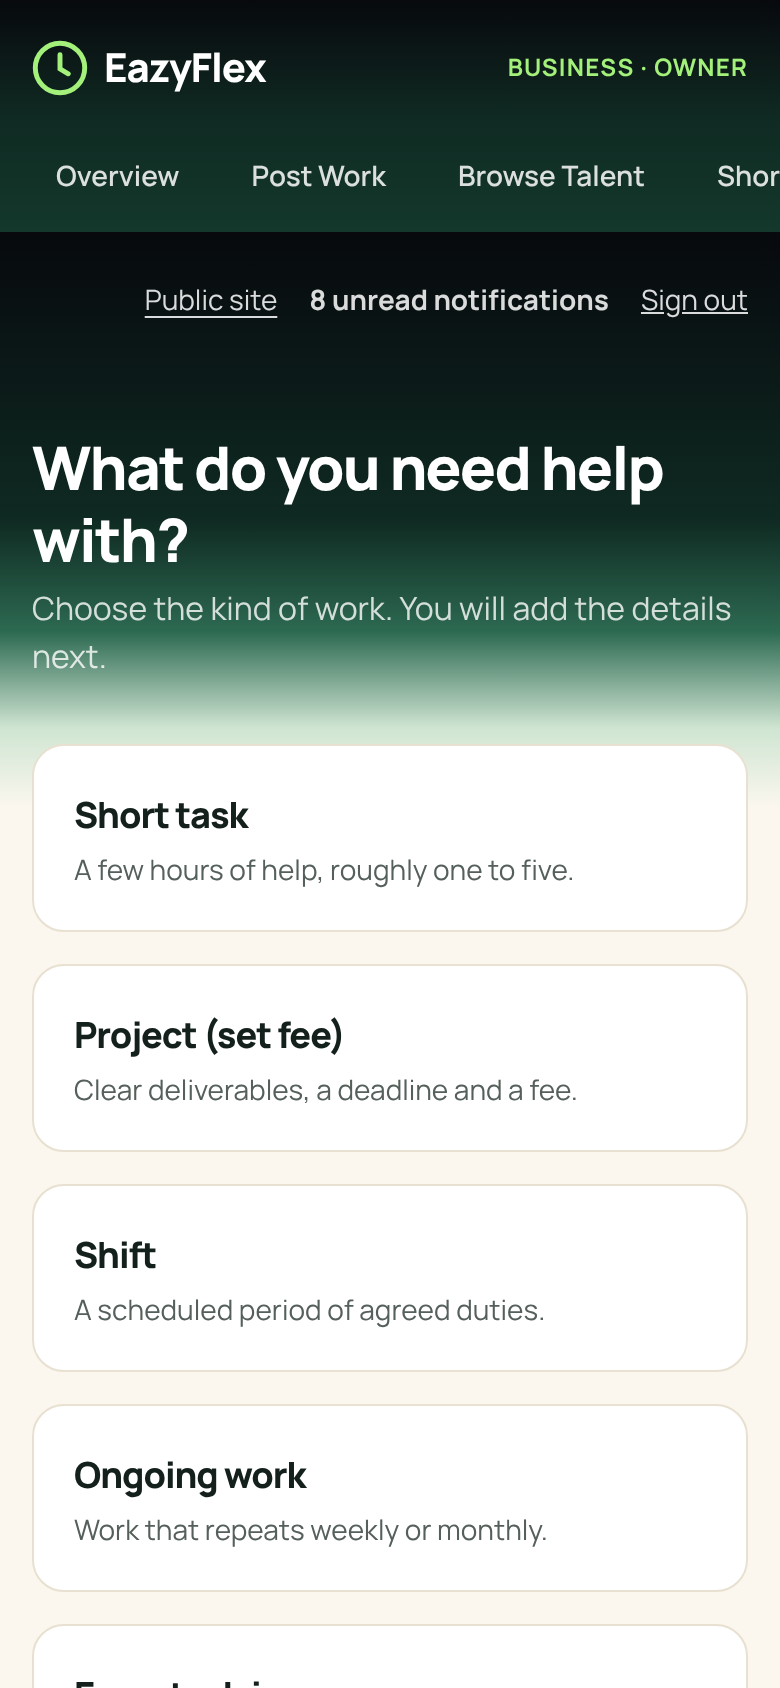 EazyFlex
BUSINESS · OWNER
Overview
Post Work
Browse Talent
Public site
8 unread notifications
Sign out
What do you need help
with?
Choose the kind of work. You will add the details
next.
Short task
A few hours of help, roughly one to five.
Project (set fee)
Clear deliverables, a deadline and a fee.
Shift
A scheduled period of agreed duties.
Ongoing work
Work that repeats weekly or monthly.